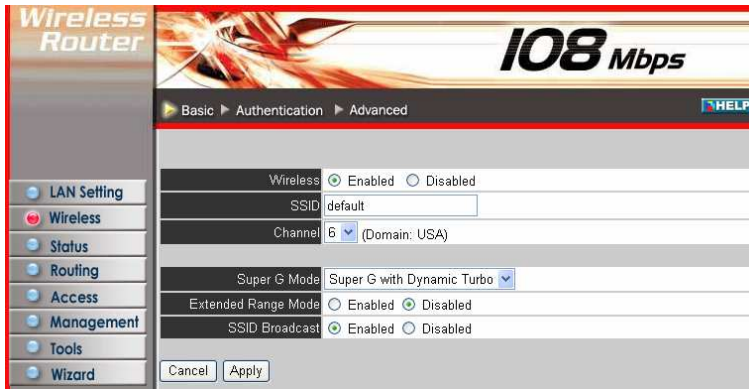 Wireless
Router
108 Mbps
Basic Authentication Advanced
HELP
LAN Setting
Wireless
Status
Routing
Access
Management
Tools
Wizard
Wireless Enabled Disabled
SSID default
Channel 6 (Domain: USA)
Super G Mode Super G with Dynamic Turbo
Extended Range Mode Enabled Disabled
SSID Broadcast Enabled Disabled
Cancel Apply